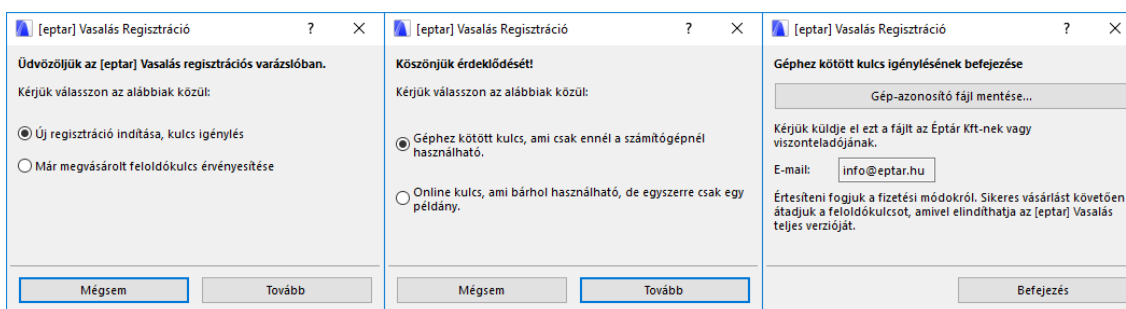 [eptar] Vasalás Regisztráció ? X
Üdvözöljük az [eptar] Vasalás regisztrációs varázslóban.
Kérjük válasszon az alábbiak közül:
Új regisztráció indítása, kulcs igénylés
Már megvásárolt feloldókulcs érvényesítése
Mégsem
Tovább
[eptar] Vasalás Regisztráció ? X
Köszönjük érdeklődését!
Kérjük válasszon az alábbiak közül:
Géphez kötött kulcs, ami csak ennél a számítógépnél
használható.
Online kulcs, ami bárhol használható, de egyszerre csak egy
példány.
Mégsem
Tovább
[eptar] Vasalás Regisztráció ? X
Géphez kötött kulcs igénylésének befejezése
Gép-azonosító fájl mentése...
Kérjük küldje el ezt a fájlt az Éptár Kft-nek vagy
viszonteladójának.
E-mail: info@eptar.hu
Értesíteni fogjuk a fizetési módokról. Sikeres vásárlást követően
átadjuk a feloldókulcsot, amivel elindíthatja az [eptar] Vasalás
teljes verzióját.
Befejezés